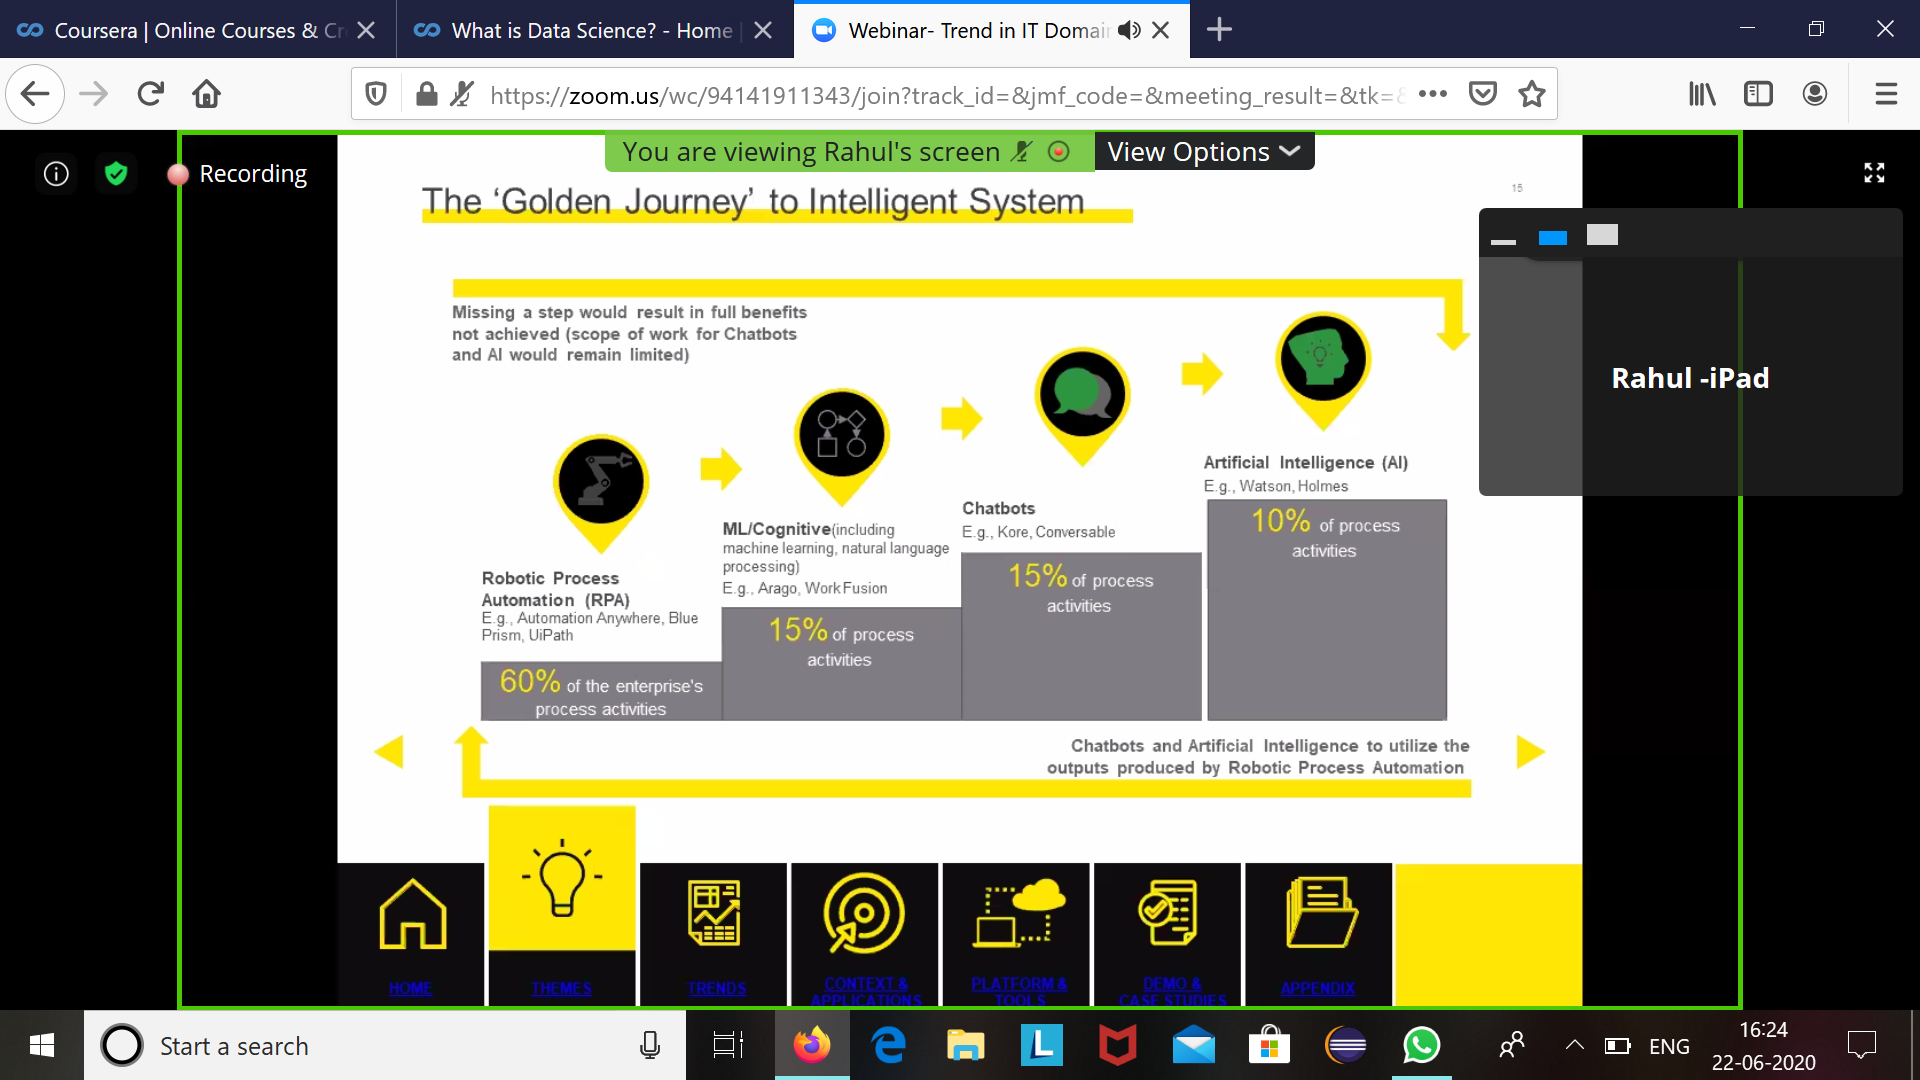 Coursera | Online Courses & Cr
What is Data Science? - Home |
Webinar- Trend in IT Domain
https://zoom.us/wc/94141911343/join?track_id=&jmf_code=&meeting_result=&tk=&
Recording
You are viewing Rahul's screen
View Options
The ‘Golden Journey’ to Intelligent System
15
Rahul -iPad
Missing a step would result in full benefits
not achieved (scope of work for Chatbots
and AI would remain limited)
Robotic Process
Automation (RPA)
E.g., Automation Anywhere, Blue
Prism, UiPath
60% of the enterprise's
process activities
ML/Cognitive(including
machine learning, natural language
processing)
E.g., Arago, WorkFusion
15% of process
activities
Chatbots
E.g., Kore, Conversable
15% of process
activities
Artificial Intelligence (AI)
E.g., Watson, Holmes
10% of process
activities
Chatbots and Artificial Intelligence to utilize the
outputs produced by Robotic Process Automation
HOME
THEMES
TRENDS
CONTEXT &
APPLICATIONS
PLATFORM &
TOOLS
DEMO &
CASE STUDIES
APPENDIX
Start a search
L
ENG
16:24
22-06-2020